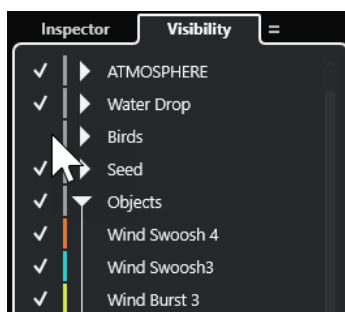 Inspector Visibility
ATMOSPHERE
Water Drop
Birds
Seed
Objects
Wind Swoosh 4
Wind Swoosh3
Wind Burst 3